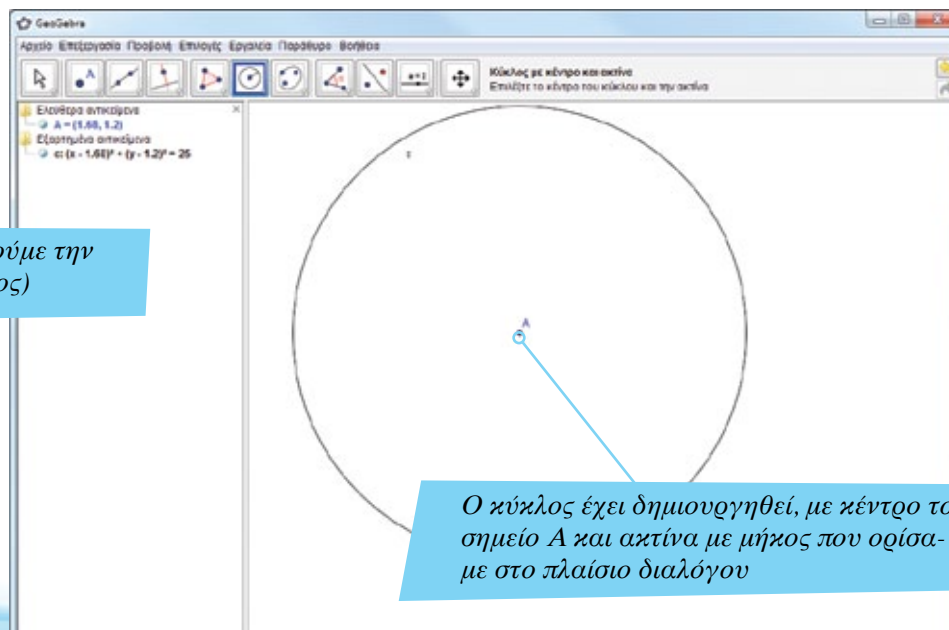 GeoGebra
Αρχείο Επεξεργασία Προβολή Επιλογές Εργαλεία Παράθυρο Βοήθεια
Κύκλος με κέντρο και ακτίνα
Επιλέξτε το κέντρο του κύκλου και την ακτίνα
Ελεύθερα αντικείμενα
A = (1.68, 1.2)
Εξαρτημένα αντικείμενα
c: (x - 1.68)² + (y - 1.2)² = 25
c
ούμε την
ος)
A
Ο κύκλος έχει δημιουργηθεί, με κέντρο το
σημείο Α και ακτίνα με μήκος που ορίσα-
με στο πλαίσιο διαλόγου